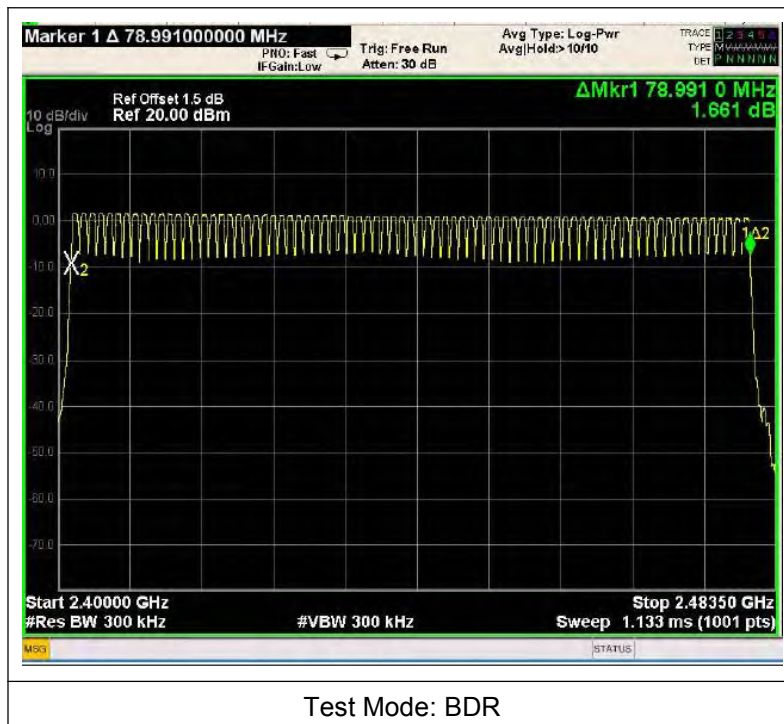 Marker 1 Δ 78.991000000 MHz
PNO: Fast
IFGain:Low
Trig: Free Run
Atten: 30 dB
Avg Type: Log-Pwr
Avg|Hold:> 10/10
TRACE 1 2 3 4 5 6
TYPE M
DET P N N N N N
ΔMkr1 78.991 0 MHz
1.661 dB
Ref Offset 1.5 dB
10 dB/div Ref 20.00 dBm
Log
10.0
0.00
1Δ2
-10.0
2
-20.0
-30.0
-40.0
-50.0
-60.0
-70.0
Start 2.40000 GHz Stop 2.48350 GHz
#Res BW 300 kHz #VBW 300 kHz Sweep 1.133 ms (1001 pts)
MSG STATUS
Test Mode: BDR